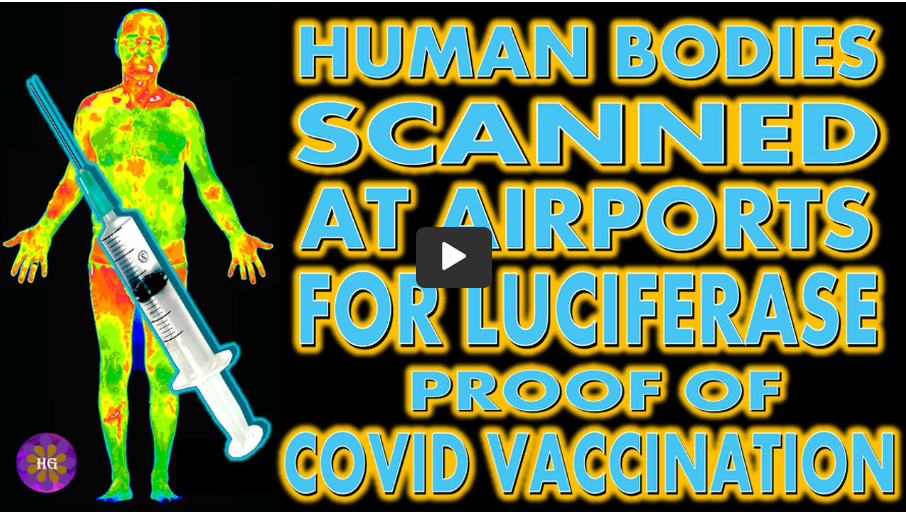 HUMAN BODIES
SCANNED
AT AIRPORTS
FOR LUCIFERASE
PROOF OF
COVID VACCINATION
HG